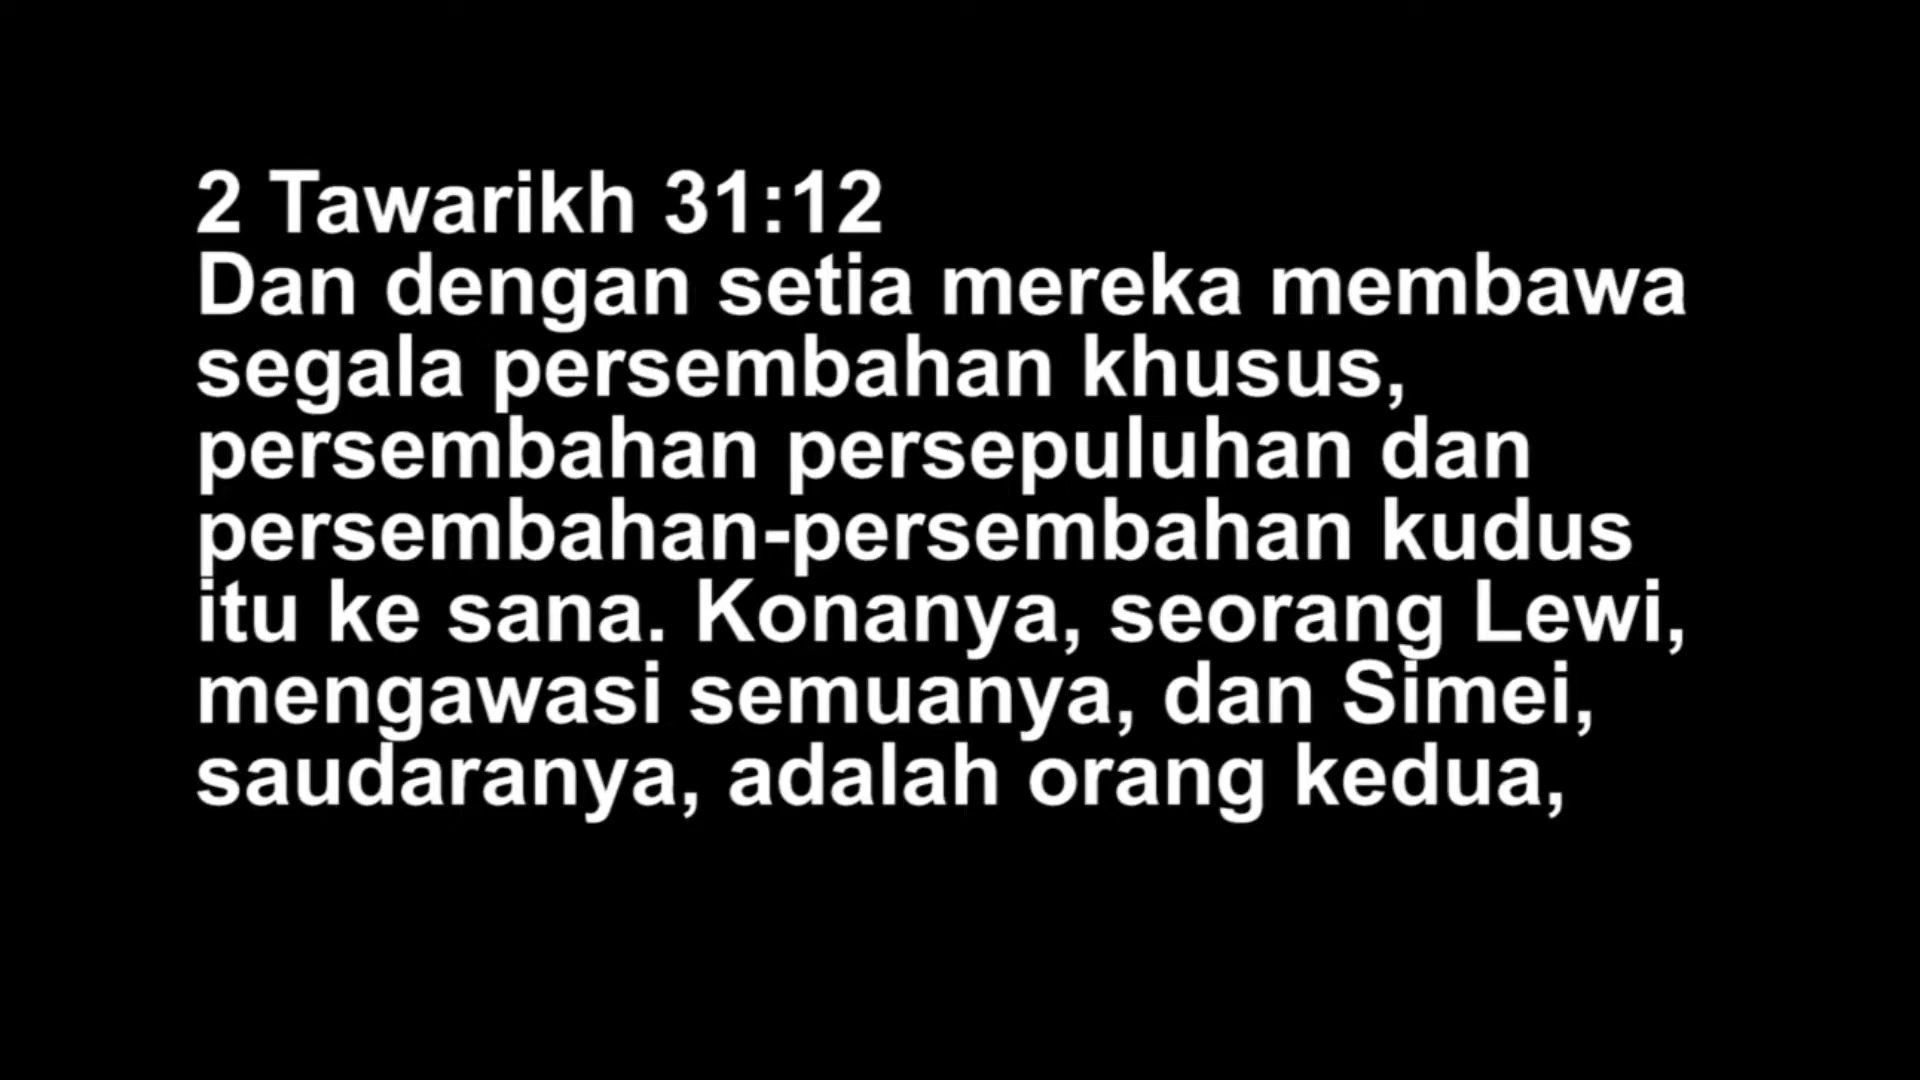 2 Tawarikh 31:12
Dan dengan setia mereka membawa
segala persembahan khusus,
persembahan persepuluhan dan
persembahan-persembahan kudus
itu ke sana. Konanya, seorang Lewi,
mengawasi semuanya, dan Simei,
saudaranya, adalah orang kedua,